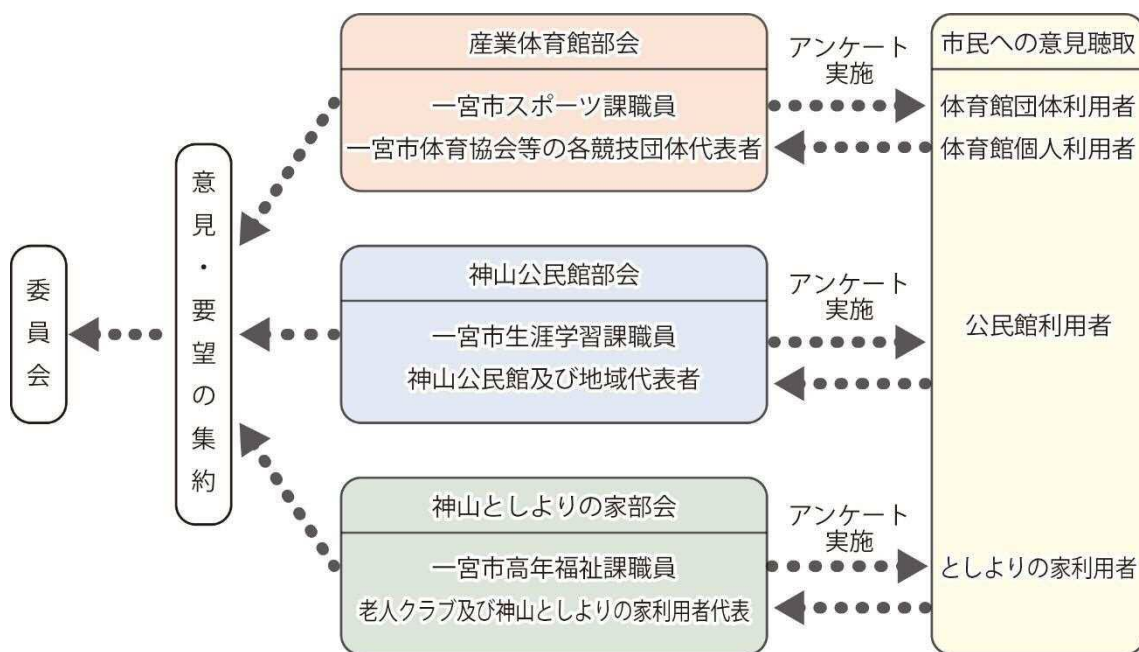 委員会
意見・要望の集約
産業体育館部会
一宮市スポーツ課職員
一宮市体育協会等の各競技団体代表者
アンケート
実施
神山公民館部会
一宮市生涯学習課職員
神山公民館及び地域代表者
アンケート
実施
神山としよりの家部会
一宮市高年福祉課職員
老人クラブ及び神山としよりの家利用者代表
アンケート
実施
市民への意見聴取
体育館団体利用者
体育館個人利用者
公民館利用者
としよりの家利用者